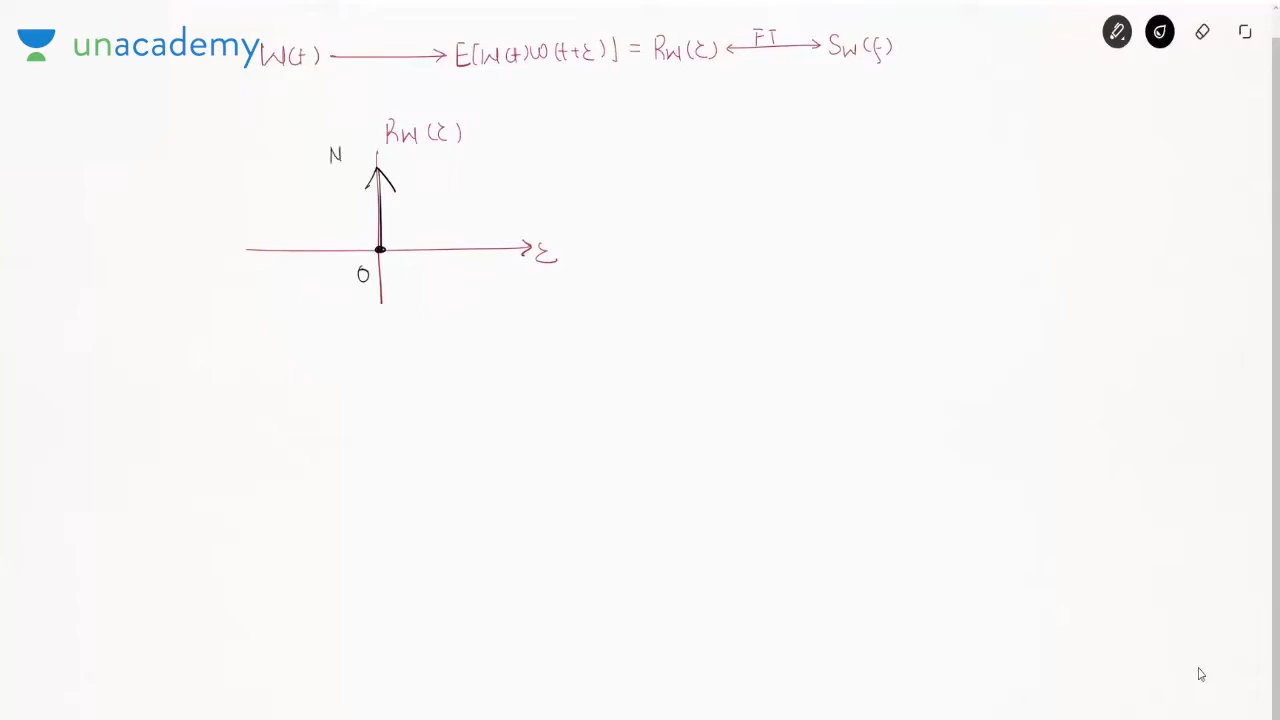 unacademy
W(t) ⟶ E[W(t)W(t+τ)] = RW(τ) ⟷ FT SW(f)
RW(τ)
N
τ
0